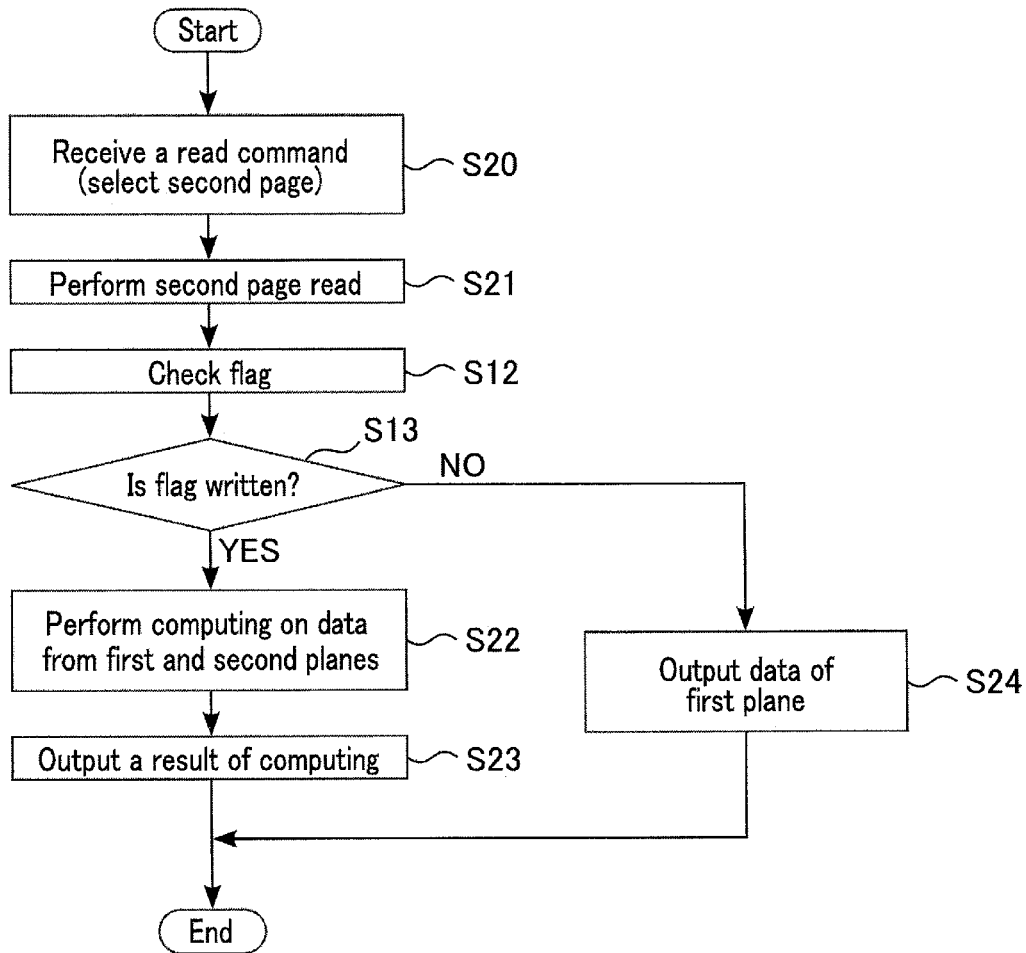 Start
Receive a read command
(select second page)
S20
Perform second page read
S21
Check flag
S12
S13
Is flag written?
NO
YES
Perform computing on data
from first and second planes
S22
Output data of
first plane
S24
Output a result of computing
S23
End